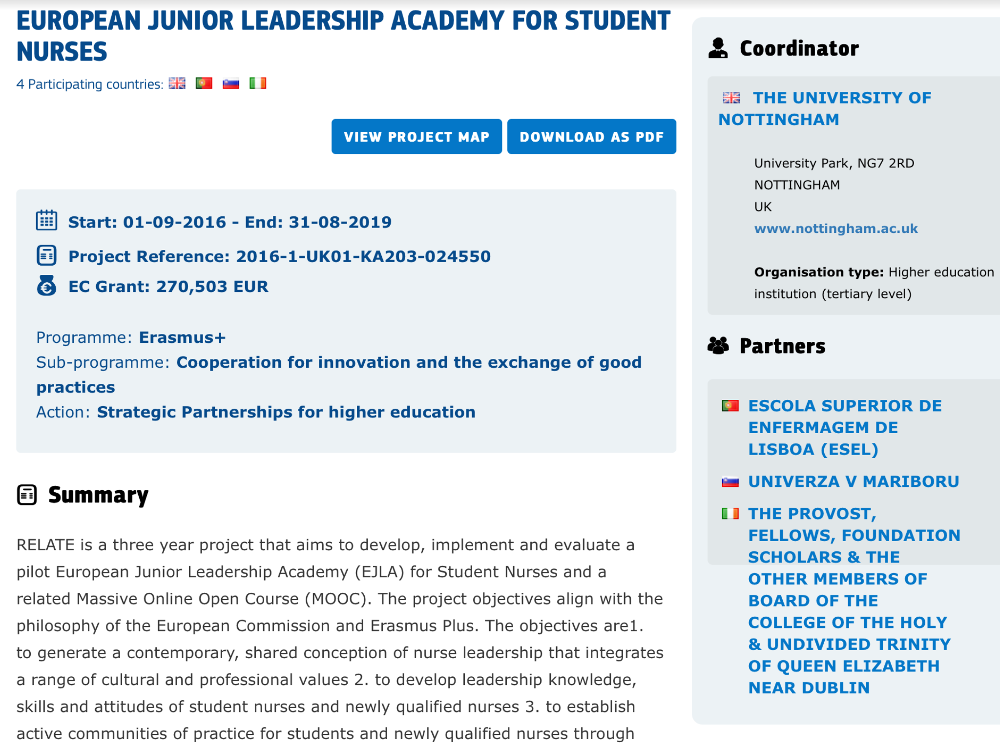 EUROPEAN JUNIOR LEADERSHIP ACADEMY FOR STUDENT
NURSES
4 Participating countries:
VIEW PROJECT MAP
DOWNLOAD AS PDF
Start: 01-09-2016 - End: 31-08-2019
Project Reference: 2016-1-UK01-KA203-024550
EC Grant: 270,503 EUR
Programme: Erasmus+
Sub-programme: Cooperation for innovation and the exchange of good
practices
Action: Strategic Partnerships for higher education
Summary
RELATE is a three year project that aims to develop, implement and evaluate a
pilot European Junior Leadership Academy (EJLA) for Student Nurses and a
related Massive Online Open Course (MOOC). The project objectives align with the
philosophy of the European Commission and Erasmus Plus. The objectives are1.
to generate a contemporary, shared conception of nurse leadership that integrates
a range of cultural and professional values 2. to develop leadership knowledge,
skills and attitudes of student nurses and newly qualified nurses 3. to establish
active communities of practice for students and newly qualified nurses through
Coordinator
THE UNIVERSITY OF
NOTTINGHAM
University Park, NG7 2RD
NOTTINGHAM
UK
www.nottingham.ac.uk
Organisation type: Higher education
institution (tertiary level)
Partners
ESCOLA SUPERIOR DE
ENFERMAGEM DE
LISBOA (ESEL)
UNIVERZA V MARIBORU
THE PROVOST,
FELLOWS, FOUNDATION
SCHOLARS & THE
OTHER MEMBERS OF
BOARD OF THE
COLLEGE OF THE HOLY
& UNDIVIDED TRINITY
OF QUEEN ELIZABETH
NEAR DUBLIN